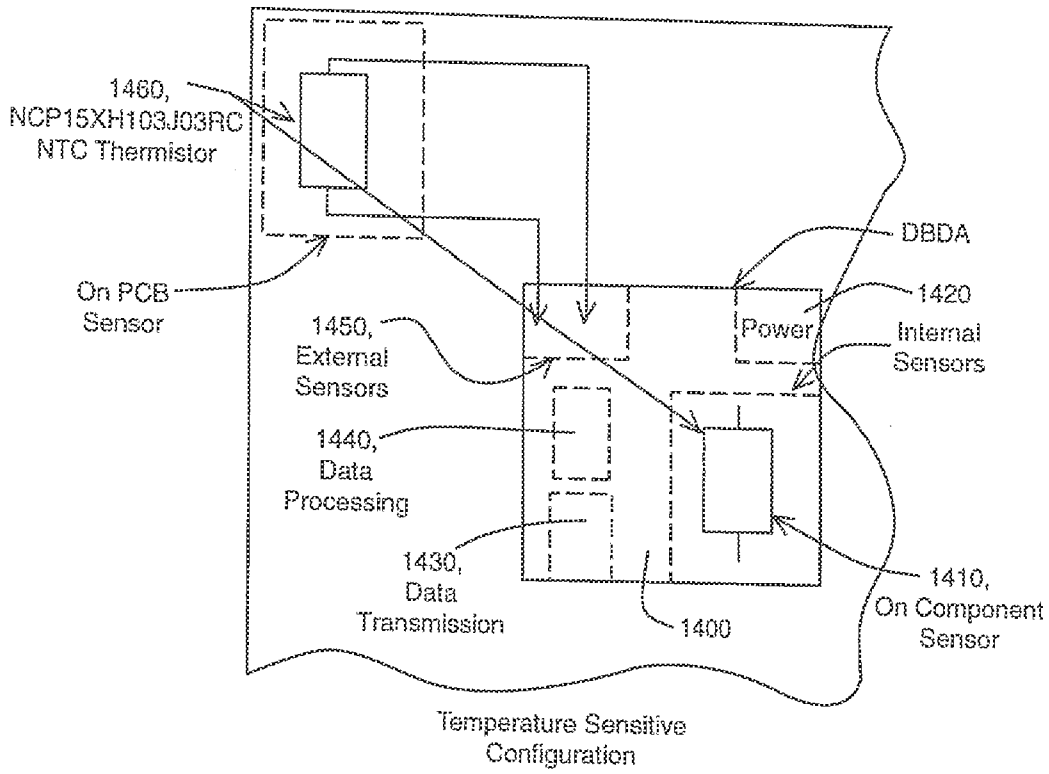 1460,
NCP15XH103J03RC
NTC Thermistor
On PCB
Sensor
1450,
External
Sensors
1440,
Data
Processing
1430,
Data
Transmission
DBDA
1420
Power
Internal
Sensors
1410,
On Component
Sensor
1400
Temperature Sensitive
Configuration